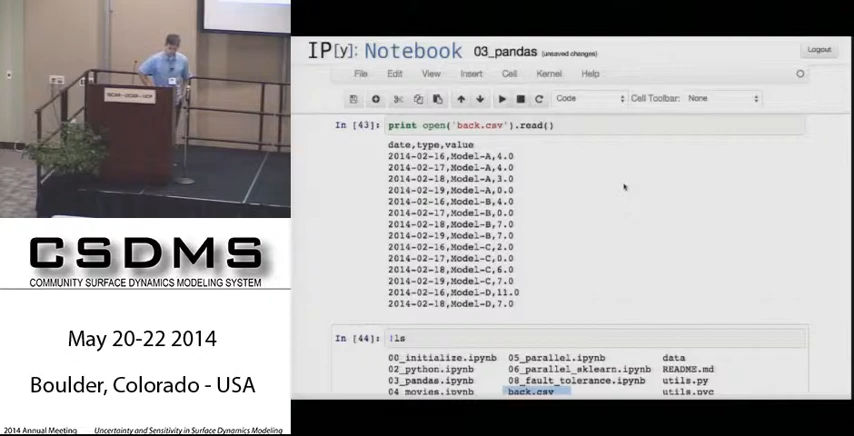 NCAR - UCAR - UCP
CSDMS
COMMUNITY SURFACE DYNAMICS MODELING SYSTEM
May 20-22 2014
Boulder, Colorado - USA
2014 Annual Meeting Uncertainty and Sensitivity in Surface Dynamics Modeling
IP[y]: Notebook 03_pandas (unsaved changes) Logout
File Edit View Insert Cell Kernel Help
Code Cell Toolbar: None
In [43]: print open('back.csv').read()
date,type,value
2014-02-16,Model-A,4.0
2014-02-17,Model-A,4.0
2014-02-18,Model-A,3.0
2014-02-19,Model-A,0.0
2014-02-16,Model-B,4.0
2014-02-17,Model-B,0.0
2014-02-18,Model-B,7.0
2014-02-19,Model-B,7.0
2014-02-16,Model-C,2.0
2014-02-17,Model-C,0.0
2014-02-18,Model-C,6.0
2014-02-19,Model-C,7.0
2014-02-16,Model-D,11.0
2014-02-18,Model-D,7.0
In [44]: !ls
00_initialize.ipynb 05_parallel.ipynb data
02_python.ipynb 06_parallel_sklearn.ipynb README.md
03_pandas.ipynb 08_fault_tolerance.ipynb utils.py
04_movies.ipynb back.csv utils.pyc